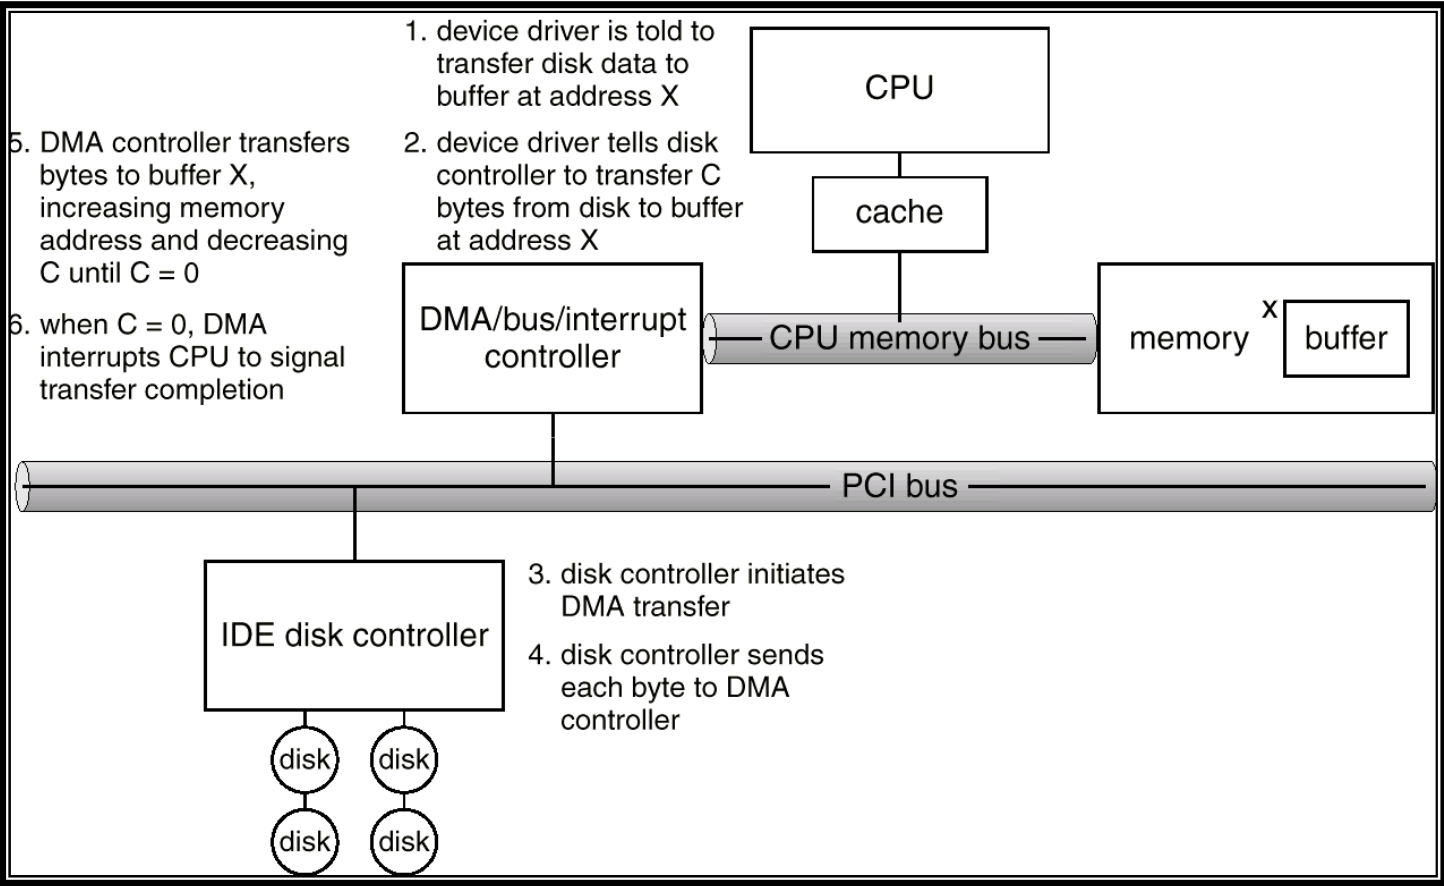 1. device driver is told to
transfer disk data to
buffer at address X
2. device driver tells disk
controller to transfer C
bytes from disk to buffer
at address X
5. DMA controller transfers
bytes to buffer X,
increasing memory
address and decreasing
C until C = 0
6. when C = 0, DMA
interrupts CPU to signal
transfer completion
CPU
cache
DMA/bus/interrupt
controller
CPU memory bus
memory
x
buffer
PCI bus
IDE disk controller
3. disk controller initiates
DMA transfer
4. disk controller sends
each byte to DMA
controller
disk
disk
disk
disk